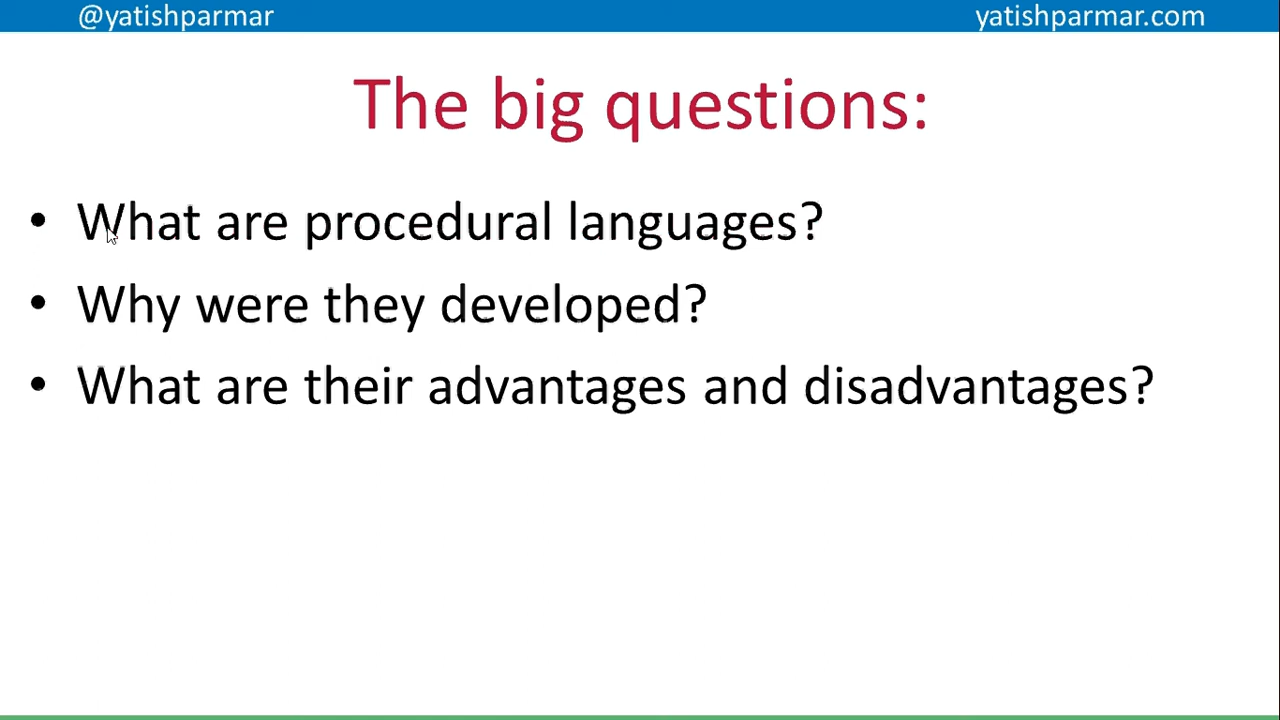 @yatishparmar
yatishparmar.com
The big questions:
• What are procedural languages?
• Why were they developed?
• What are their advantages and disadvantages?